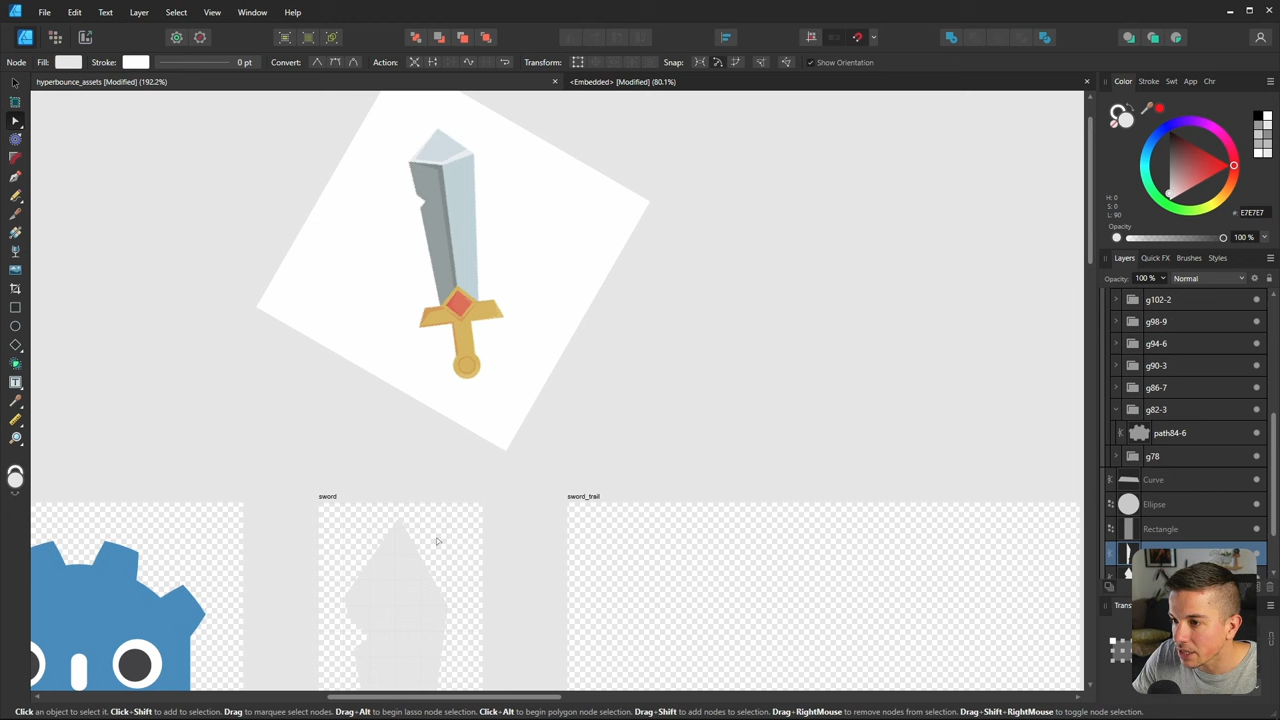 File Edit Text Layer Select View Window Help
Node Fill: Stroke: 0 pt Convert: Action: Transform: Snap: Show Orientation
hyperbounce_assets [Modified] (192.2%) <Embedded> [Modified] (80.1%)
Color Stroke Swt App Chr
H: 0
S: 0
L: 90
#: E7E7E7
Opacity
100 %
Layers Quick FX Brushes Styles
Opacity: 100 % Normal
g102-2
g98-9
g94-6
g90-3
g86-7
g82-3
path84-6
g78
Curve
Ellipse
Rectangle
sword sword_trail
Click an object to select it. Click+Shift to add to selection. Drag to marquee select nodes. Drag+Alt to begin lasso node selection. Click+Alt to begin polygon node selection. Drag+Shift to add nodes to selection. Drag+RightMouse to remove nodes from selection. Drag+Shift+RightMouse to toggle node selection.